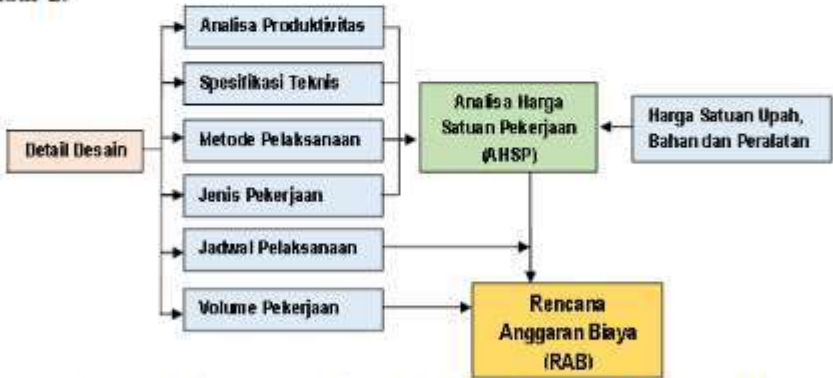 Analisa Produktivitas
Spesifikasi Teknis
Metode Pelaksanaan
Jenis Pekerjaan
Jadwal Pelaksanaan
Volume Pekerjaan
Detail Desain
Analisa Harga
Satuan Pekerjaan
(AHSP)
Harga Satuan Upah,
Bahan dan Peralatan
Rencana
Anggaran Biaya
(RAB)